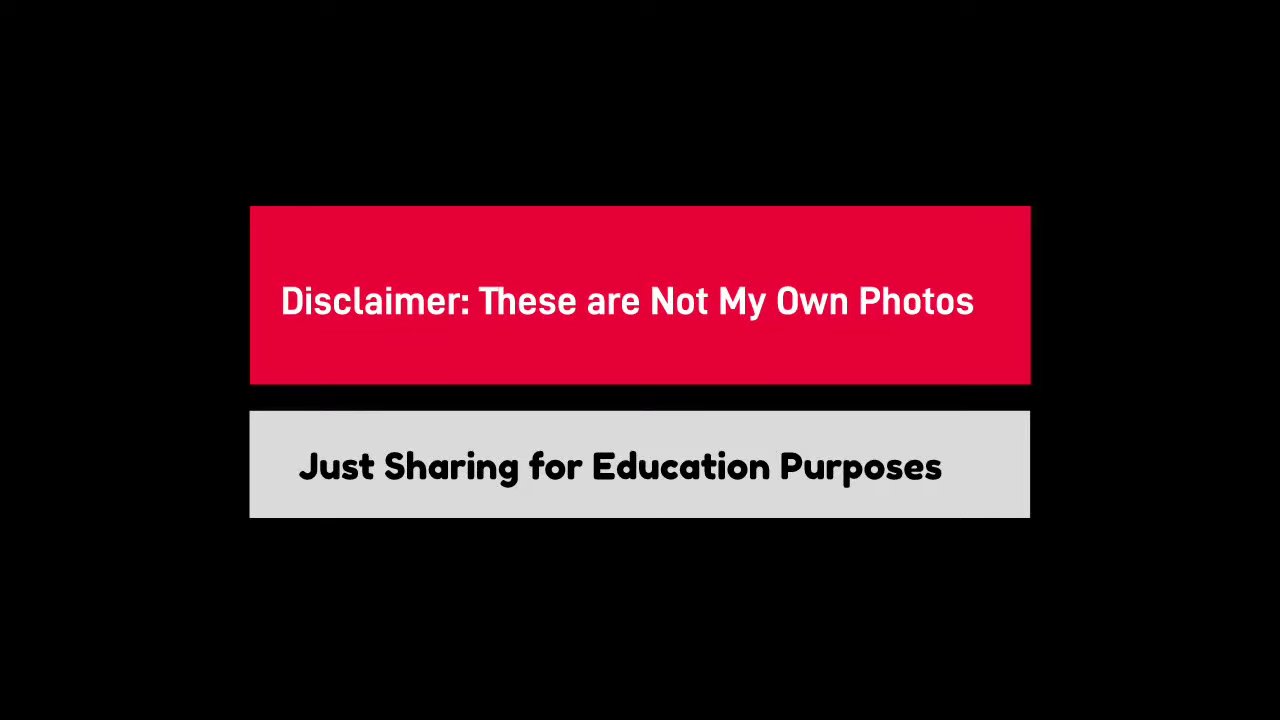 Disclaimer: These are Not My Own Photos
Just Sharing for Education Purposes